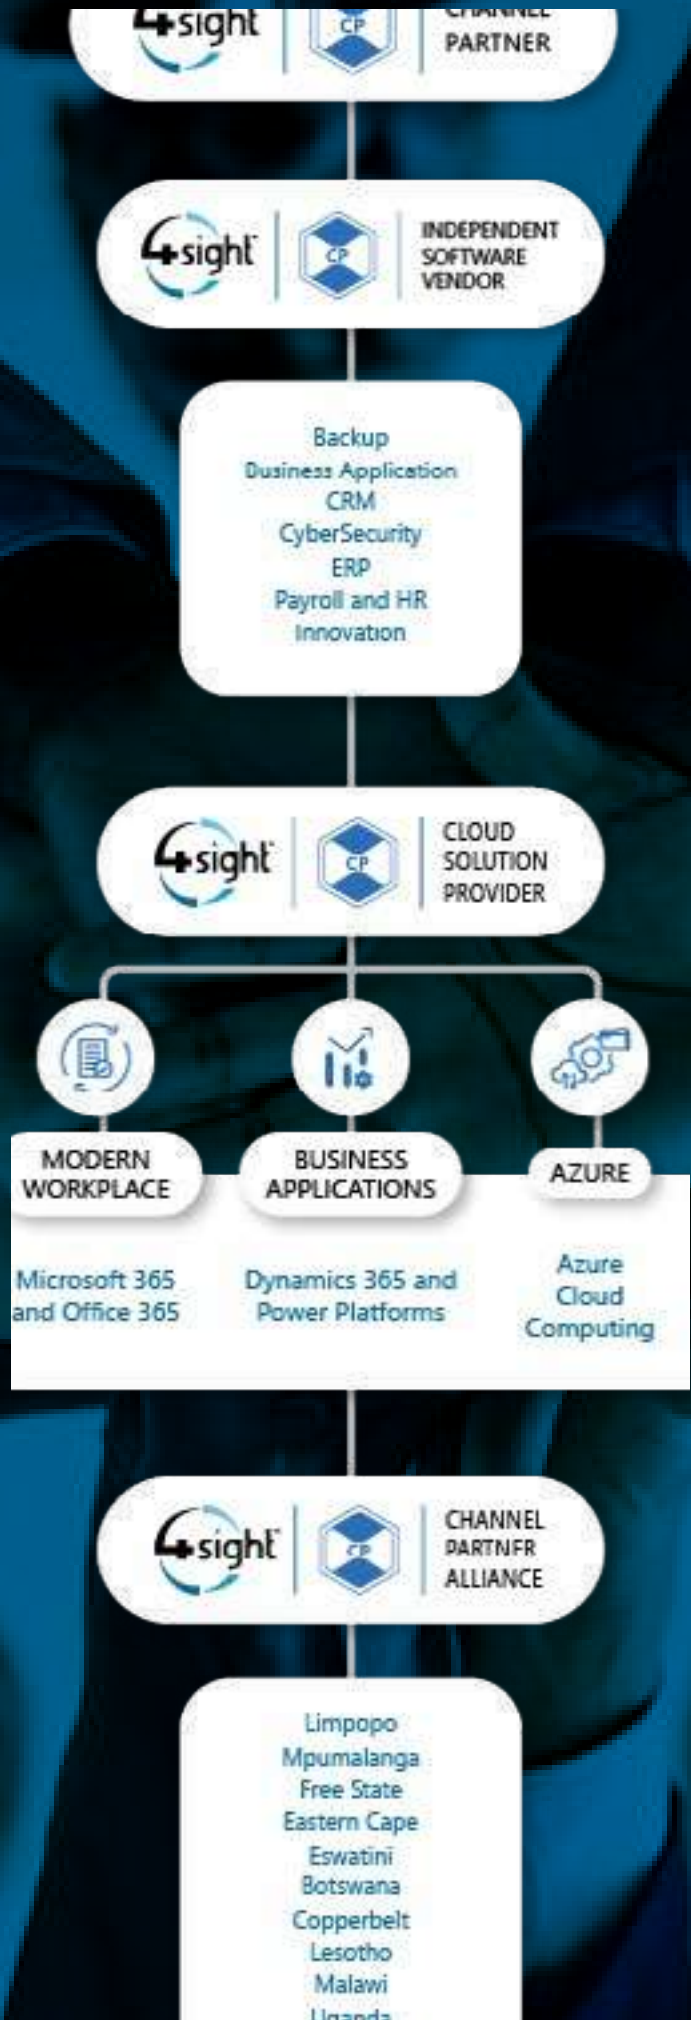 4sight
CP
CHANNEL
PARTNER
4sight
CP
INDEPENDENT
SOFTWARE
VENDOR
Backup
Business Application
CRM
CyberSecurity
ERP
Payroll and HR
Innovation
4sight
CP
CLOUD
SOLUTION
PROVIDER
MODERN
WORKPLACE
BUSINESS
APPLICATIONS
AZURE
Microsoft 365
and Office 365
Dynamics 365 and
Power Platforms
Azure
Cloud
Computing
4sight
CP
CHANNEL
PARTNER
ALLIANCE
Limpopo
Mpumalanga
Free State
Eastern Cape
Eswatini
Botswana
Copperbelt
Lesotho
Malawi
Uganda